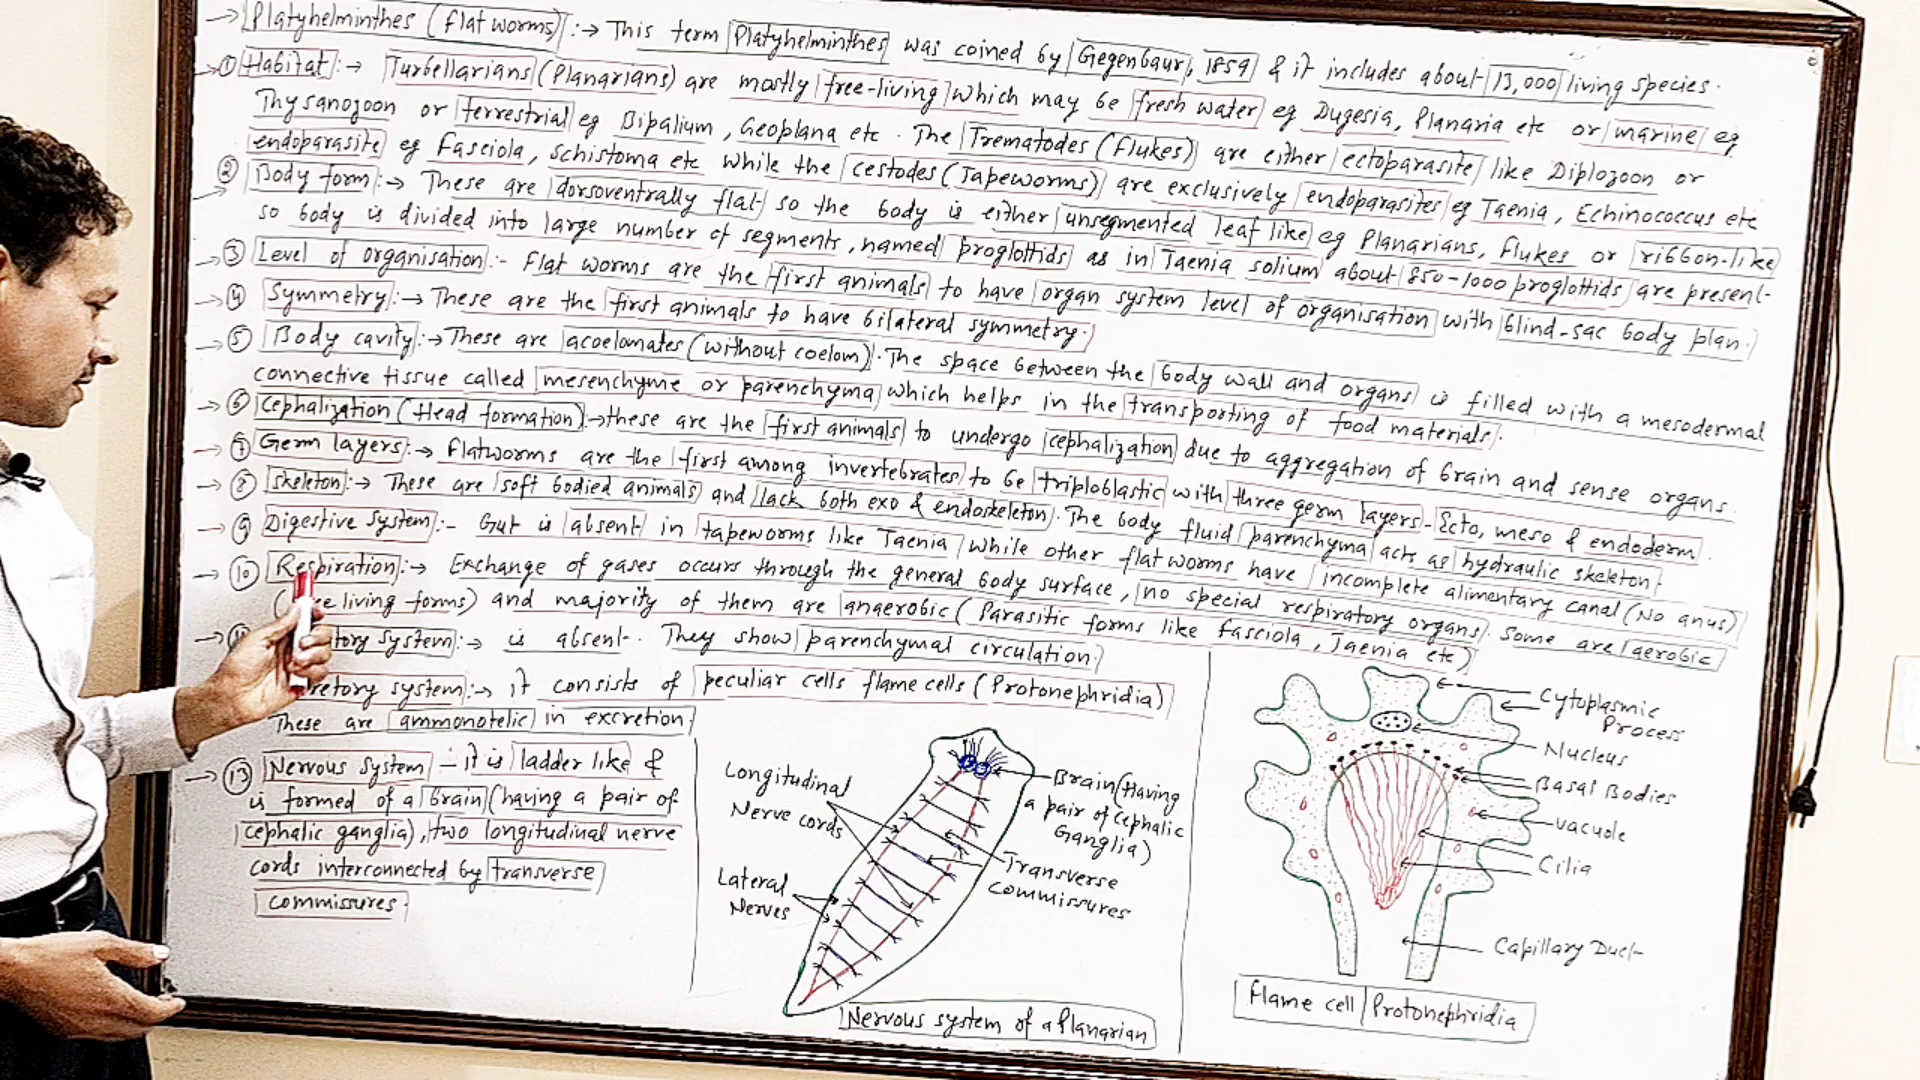 → Platyhelminthes (flat worms) :→ This term Platyhelminthes was coined by Gegenbaur, 1859 & it includes about 13,000 living species.
→ ① Habitat :→ Turbellarians (Planarians) are mostly free-living which may be fresh water eg Dugesia, Planaria etc or marine eg
Thysanozoon or terrestrial eg Bipalium, Geoplana etc. The Trematodes (flukes) are either ectoparasite like Diplozoon or
endoparasite eg Fasciola, Schistoma etc while the cestodes (Tapeworms) are exclusively endoparasites eg Taenia, Echinococcus etc
→ ② Body form :→ These are dorsoventrally flat so the body is either unsegmented leaf like eg Planarians, flukes or ribbon-like
so body is divided into large number of segments, named proglottids as in Taenia solium about 850-1000 proglottids are present.
→ ③ Level of organisation :- Flat worms are the first animals to have organ system level of organisation with blind-sac body plan.
→ ④ Symmetry :→ These are the first animals to have bilateral symmetry.
→ ⑤ Body cavity :→ These are acoelomates (without coelom). The space between the body wall and organs is filled with a mesodermal
connective tissue called mesenchyme or parenchyma which helps in the transporting of food materials.
→ ⑥ Cephalization (Head formation) :→ these are the first animals to undergo cephalization due to aggregation of brain and sense organs.
→ ⑦ Germ layers :→ Flatworms are the first among invertebrates to be triploblastic with three germ layers - Ecto, meso & endoderm.
→ ⑧ Skeleton :→ These are soft bodied animals and lack both exo & endoskeleton. The body fluid parenchyma acts as hydraulic skeleton
→ ⑨ Digestive system :- Gut is absent in tapeworms like Taenia while other flat worms have incomplete alimentary canal (No anus)
→ ⑩ Respiration :→ Exchange of gases occurs through the general body surface, no special respiratory organs. Some are aerobic
living forms) and majority of them are anaerobic (Parasitic forms like Fasciola, Taenia etc)
→ tory system :→ is absent. They show parenchymal circulation.
retory system :→ it consists of peculiar cells flame cells (Protonephridia)
These are ammonotelic in excretion
→ ⑬ Nervous system - it is ladder like &
is formed of a brain (having a pair of
cephalic ganglia), two longitudinal nerve
cords interconnected by transverse
commissures.
Longitudinal
Nerve cords
Lateral
Nerves
Brain (Having
a pair of Cephalic
Ganglia)
Transverse
Commissures
Nervous system of a Planarian
Cytoplasmic
Process
Nucleus
Basal Bodies
vacuole
Cilia
Capillary Duct
Flame cell | Protonephridia